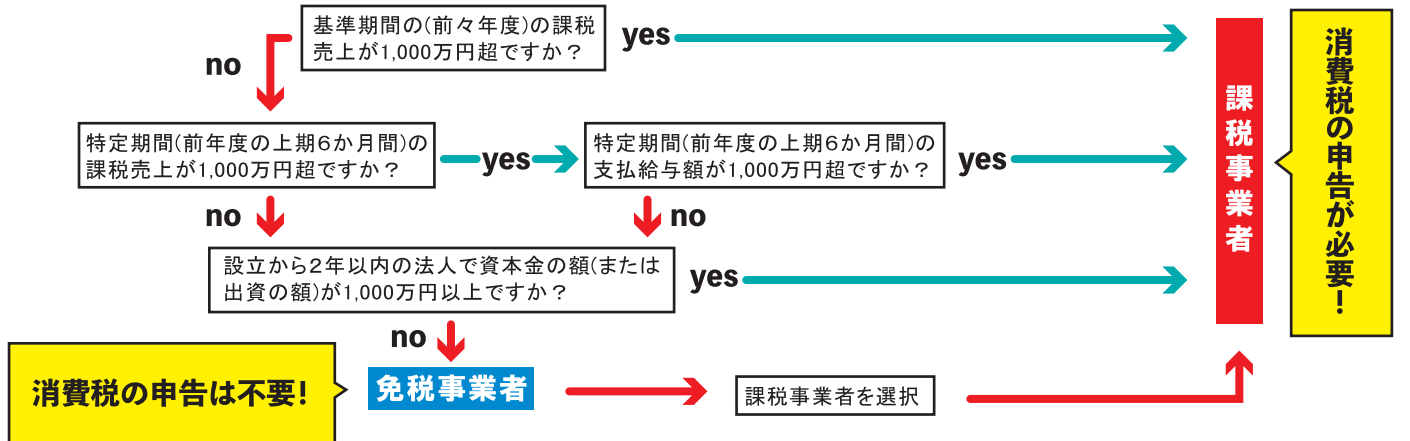 基準期間の(前々年度)の課税
売上が1,000万円超ですか?
yes
no
特定期間(前年度の上期6か月間)の
課税売上が1,000万円超ですか?
yes
特定期間(前年度の上期6か月間)の
支払給与額が1,000万円超ですか?
yes
no
no
設立から2年以内の法人で資本金の額(または
出資の額)が1,000万円以上ですか?
yes
no
免税事業者
消費税の申告は不要!
課税事業者を選択
課税事業者
消費税の申告が必要!